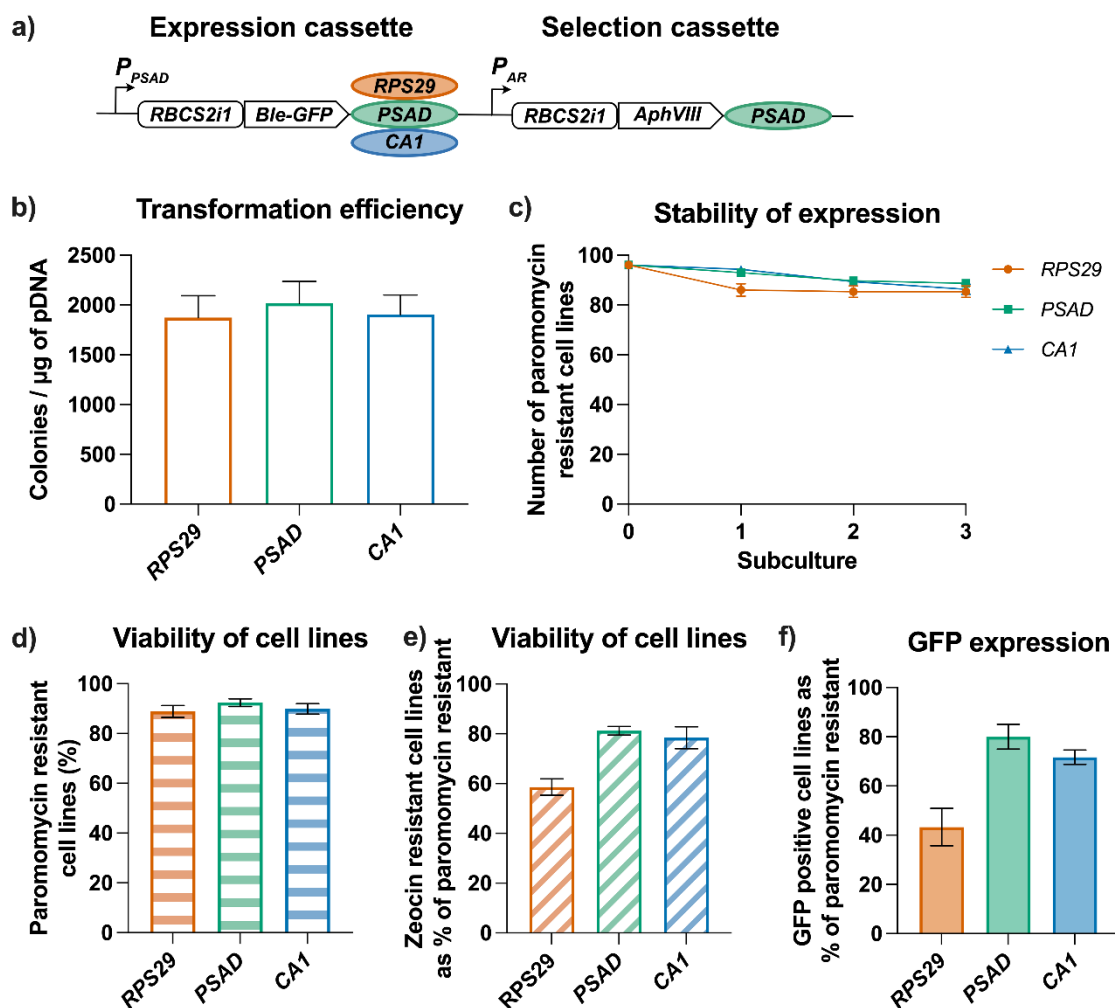 a)
Expression cassette
Selection cassette
P_PSAD
RBCS2i1
Ble-GFP
RPS29
PSAD
CA1
P_AR
RBCS2i1
AphVIII
PSAD
b)
Transformation efficiency
Colonies / µg of pDNA
2500
2000
1500
1000
500
0
RPS29
PSAD
CA1
c)
Stability of expression
Number of paromomycin
resistant cell lines
100
80
60
40
20
0
0
1
2
3
Subculture
RPS29
PSAD
CA1
d)
Viability of cell lines
Paromomycin resistant
cell lines (%)
100
80
60
40
20
0
RPS29
PSAD
CA1
e)
Viability of cell lines
Zeocin resistant cell lines
as % of paromomycin resistant
100
80
60
40
20
0
RPS29
PSAD
CA1
f)
GFP expression
GFP positive cell lines as
% of paromomycin resistant
100
80
60
40
20
0
RPS29
PSAD
CA1